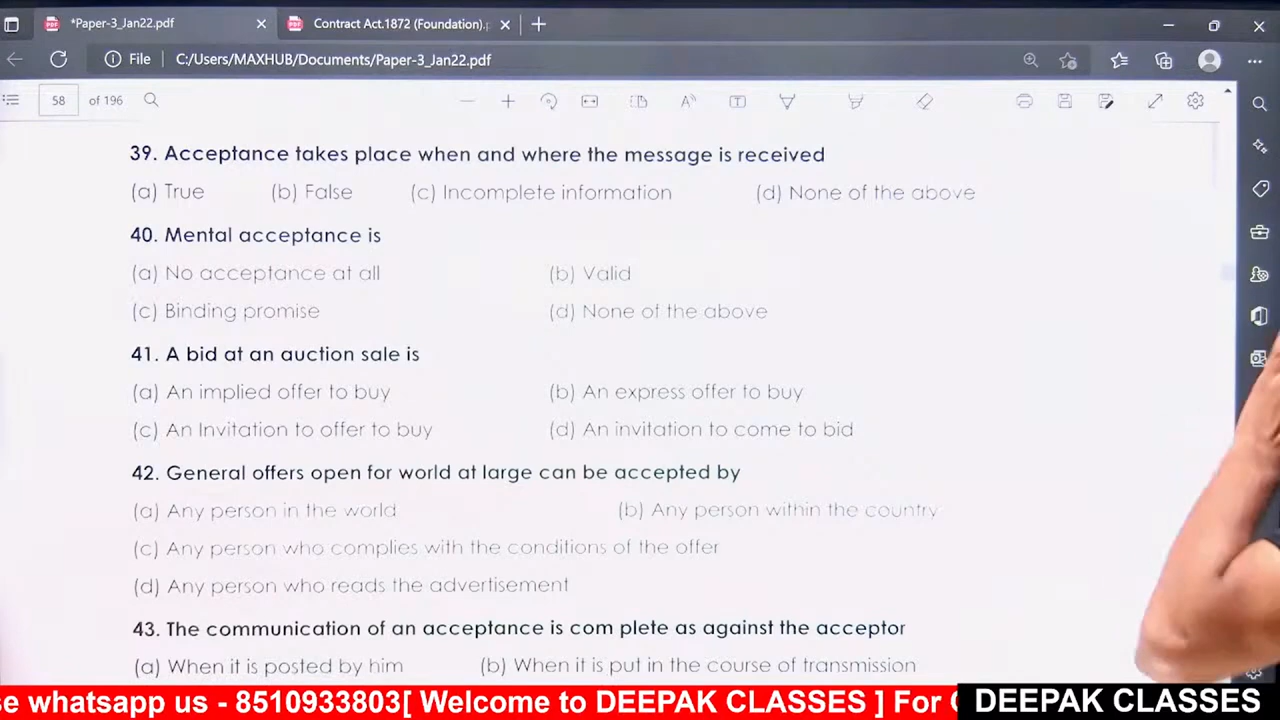 *Paper-3_Jan22.pdf
Contract Act.1872 (Foundation).
File
C:/Users/MAXHUB/Documents/Paper-3_Jan22.pdf
58 of 196
39. Acceptance takes place when and where the message is received
(a) True (b) False (c) Incomplete information (d) None of the above
40. Mental acceptance is
(a) No acceptance at all (b) Valid
(c) Binding promise (d) None of the above
41. A bid at an auction sale is
(a) An implied offer to buy (b) An express offer to buy
(c) An Invitation to offer to buy (d) An invitation to come to bid
42. General offers open for world at large can be accepted by
(a) Any person in the world (b) Any person within the country
(c) Any person who complies with the conditions of the offer
(d) Any person who reads the advertisement
43. The communication of an acceptance is com plete as against the acceptor
(a) When it is posted by him (b) When it is put in the course of transmission
se whatsapp us - 8510933803[ Welcome to DEEPAK CLASSES ] For
DEEPAK CLASSES